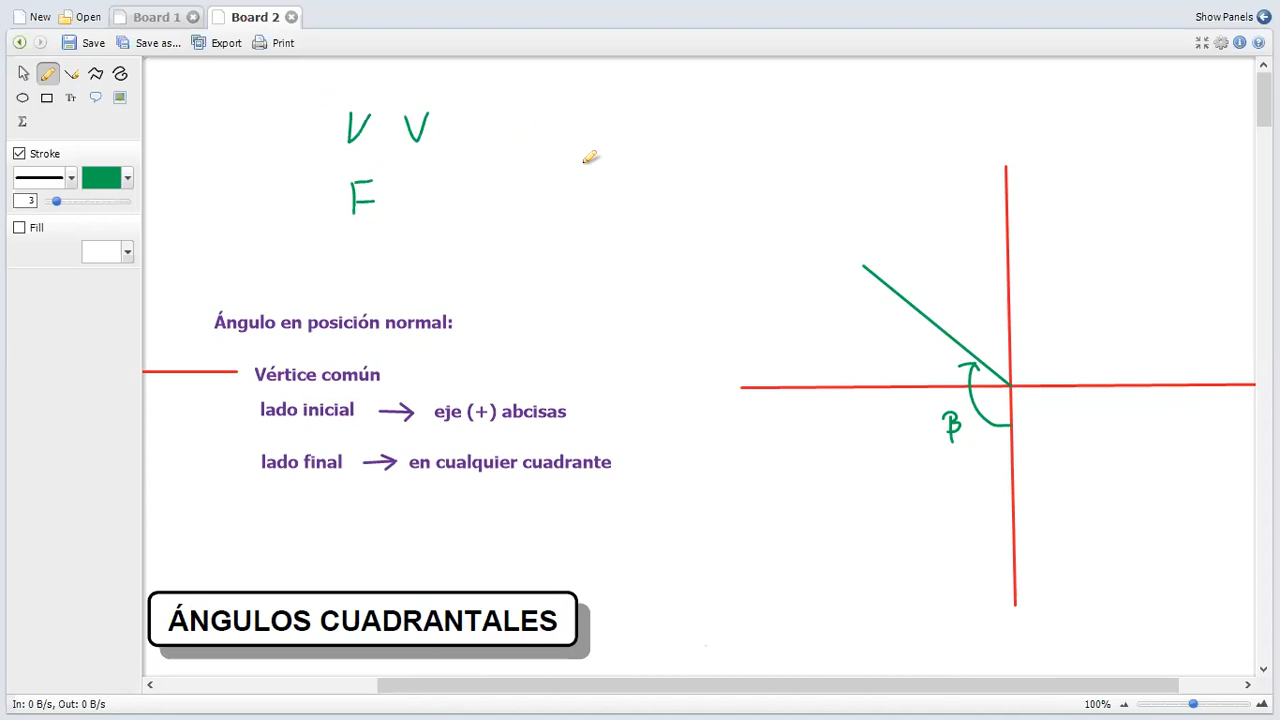 New Open Board 1 Board 2 Show Panels
Save Save as... Export Print
Tr
Σ
Stroke
3
Fill
V V
F
Ángulo en posición normal:
Vértice común
lado inicial → eje (+) abcisas
lado final → en cualquier cuadrante
β
ÁNGULOS CUADRANTALES
In: 0 B/s, Out: 0 B/s 100%